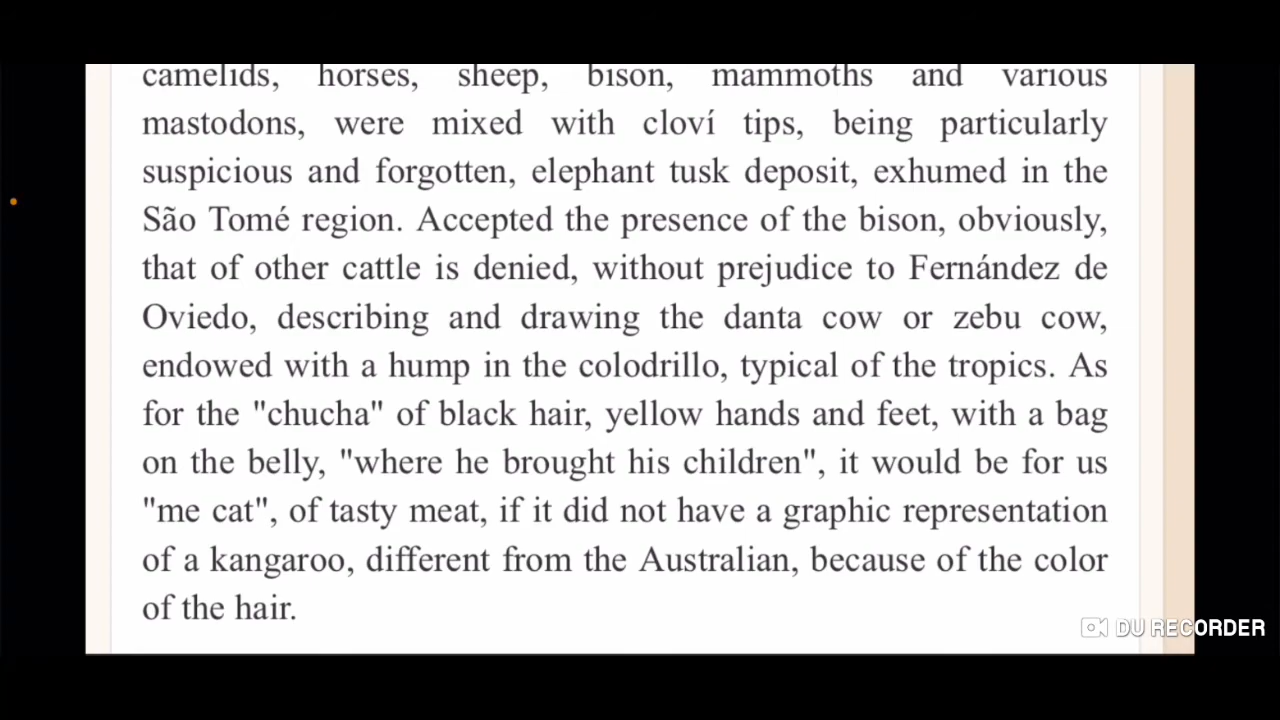 camelids, horses, sheep, bison, mammoths and various
mastodons, were mixed with cloví tips, being particularly
suspicious and forgotten, elephant tusk deposit, exhumed in the
São Tomé region. Accepted the presence of the bison, obviously,
that of other cattle is denied, without prejudice to Fernández de
Oviedo, describing and drawing the danta cow or zebu cow,
endowed with a hump in the colodrillo, typical of the tropics. As
for the "chucha" of black hair, yellow hands and feet, with a bag
on the belly, "where he brought his children", it would be for us
"me cat", of tasty meat, if it did not have a graphic representation
of a kangaroo, different from the Australian, because of the color
of the hair.
DU RECORDER